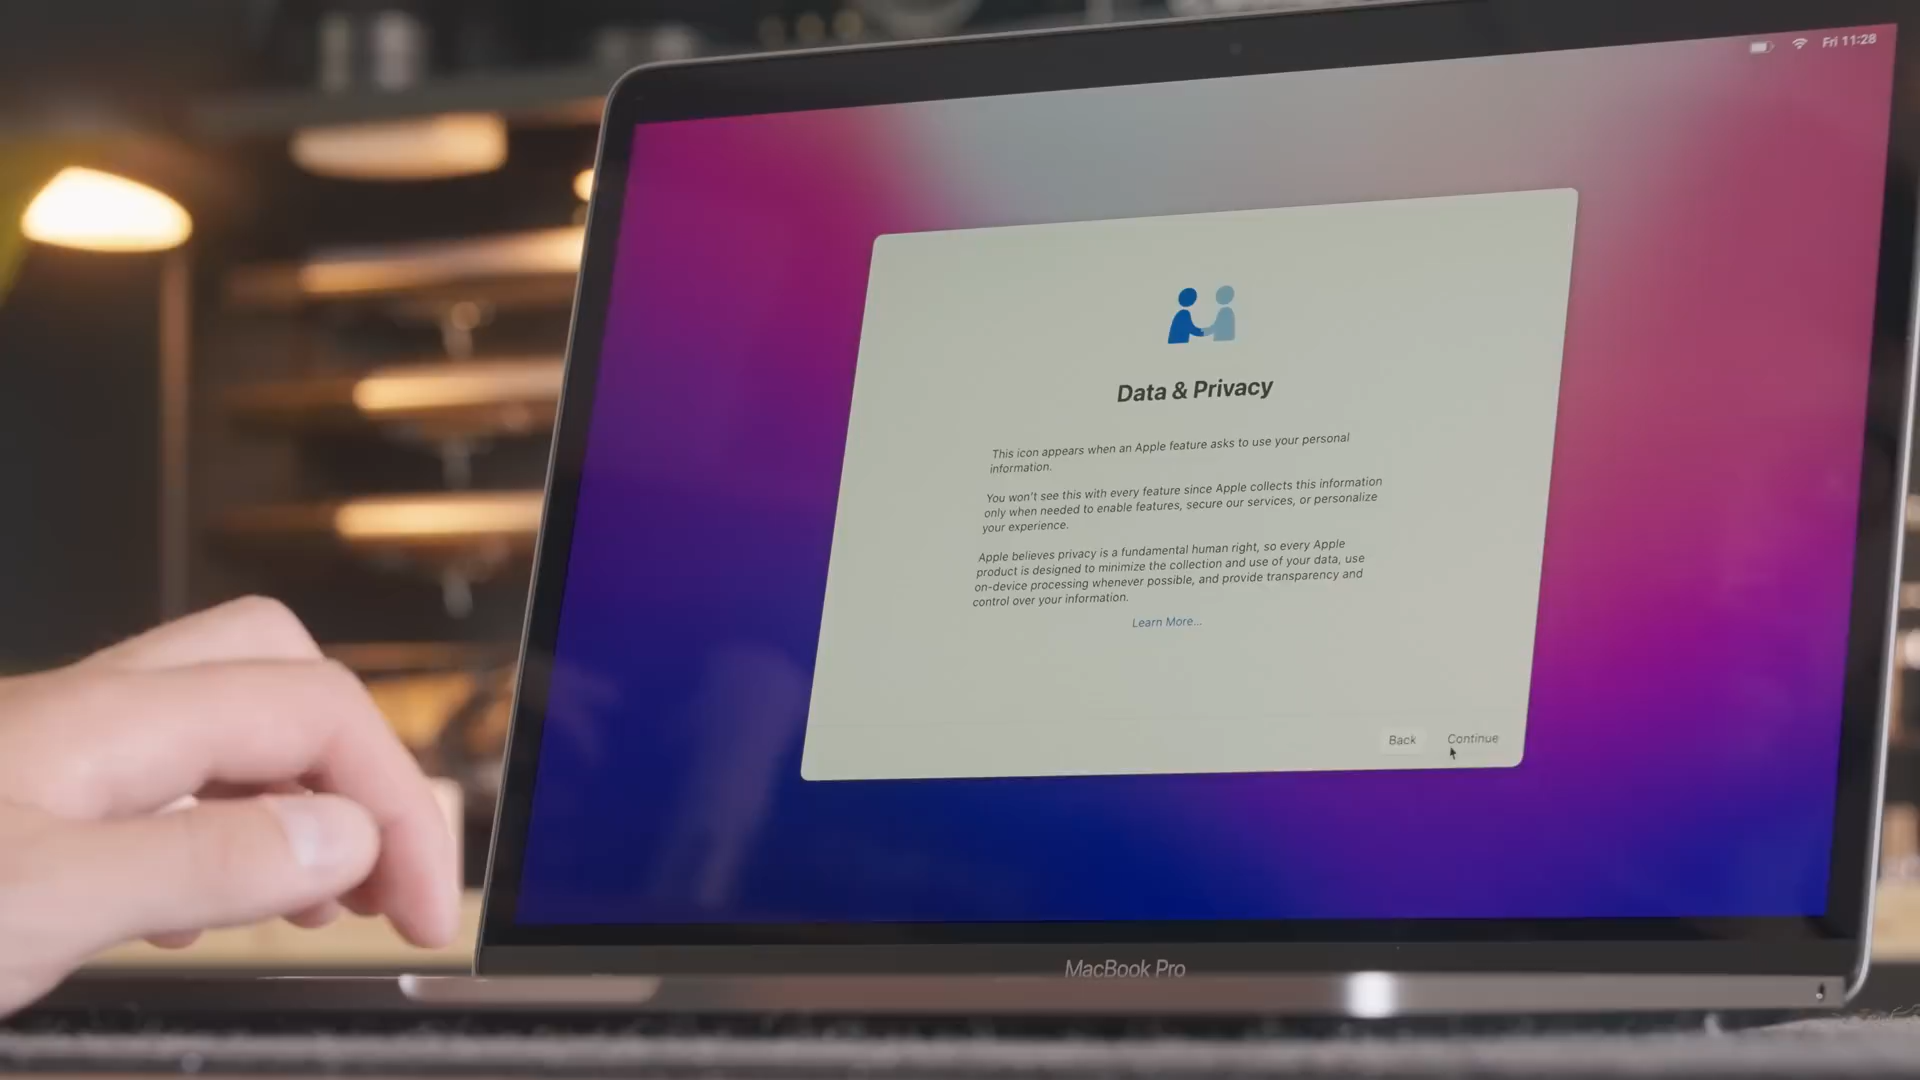 Fri 11:28
Data & Privacy
This icon appears when an Apple feature asks to use your personal
information.
You won't see this with every feature since Apple collects this information
only when needed to enable features, secure our services, or personalize
your experience.
Apple believes privacy is a fundamental human right, so every Apple
product is designed to minimize the collection and use of your data, use
on-device processing whenever possible, and provide transparency and
control over your information.
Learn More...
Back
Continue
MacBook Pro